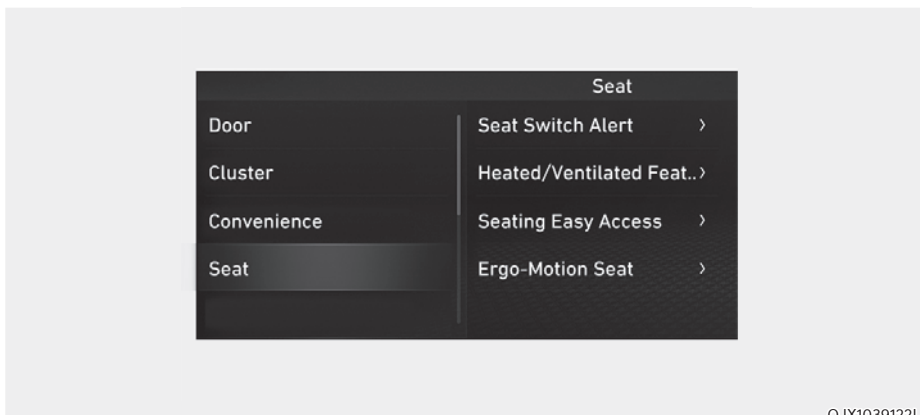 Seat
Door
Cluster
Convenience
Seat
Seat Switch Alert >
Heated/Ventilated Feat..>
Seating Easy Access >
Ergo-Motion Seat >